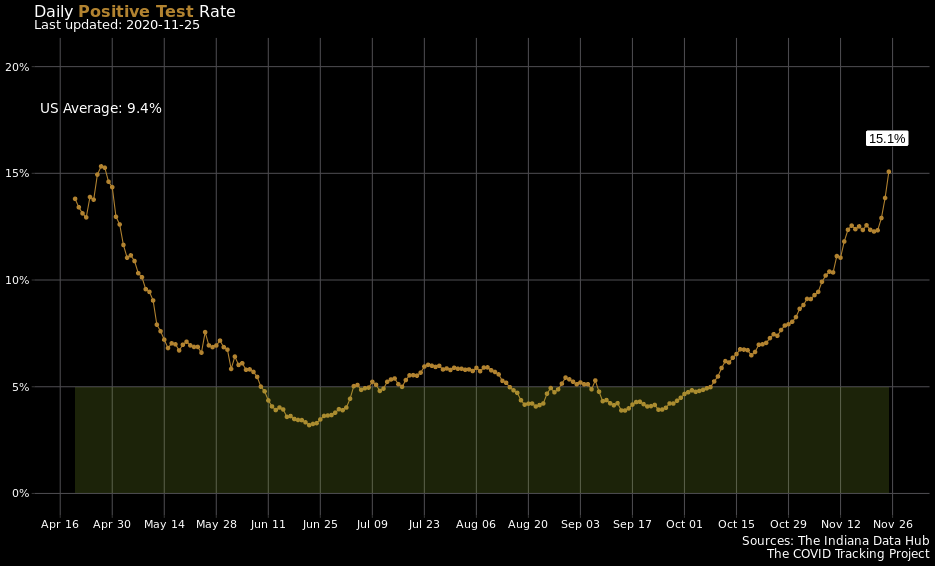 Daily Positive Test Rate
Last updated: 2020-11-25
20%
US Average: 9.4%
15.1%
15%
10%
5%
0%
Apr 16 Apr 30 May 14 May 28 Jun 11 Jun 25 Jul 09 Jul 23 Aug 06 Aug 20 Sep 03 Sep 17 Oct 01 Oct 15 Oct 29 Nov 12 Nov 26
Sources: The Indiana Data Hub
The COVID Tracking Project